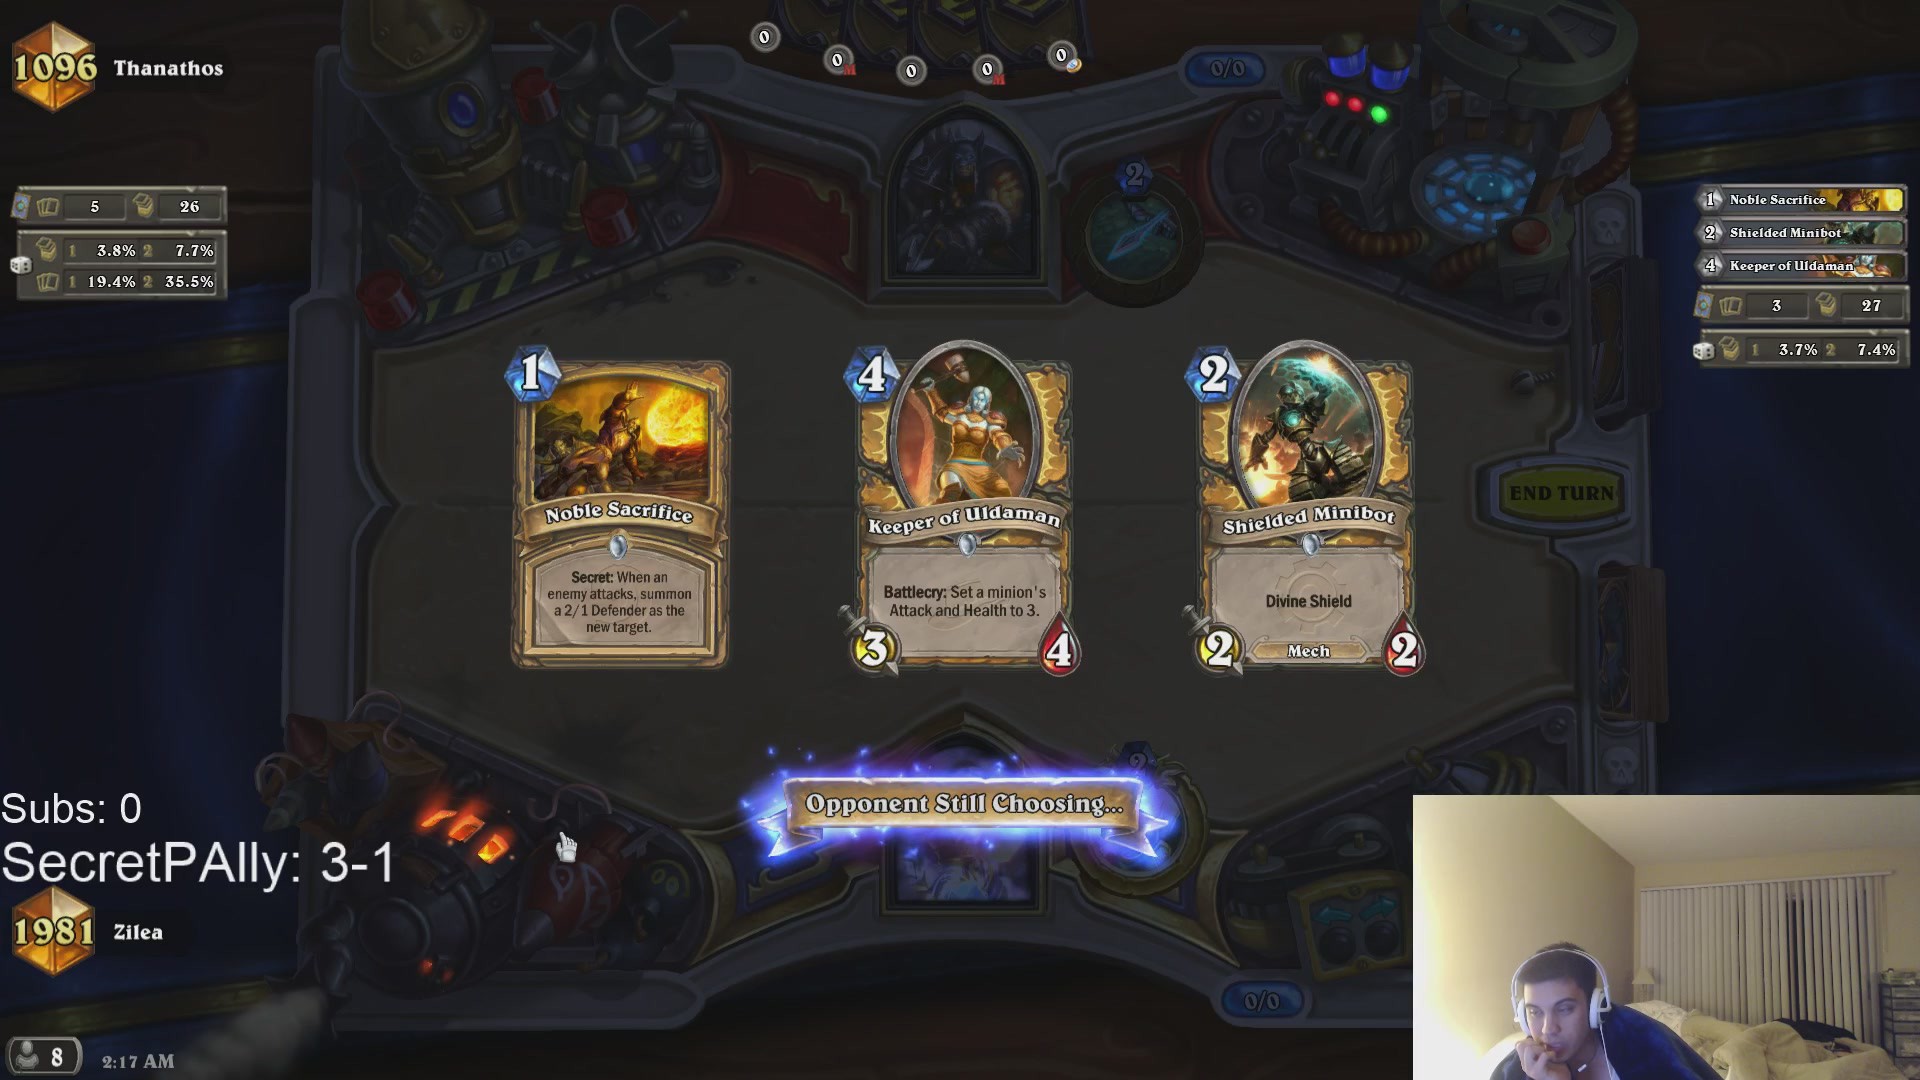 1096 Thanathos
0 0 M 0 0 M 0
0/0
2
5 26
1 3.8% 2 7.7%
1 19.4% 2 35.5%
1 Noble Sacrifice
2 Shielded Minibot
4 Keeper of Uldaman
3 27
1 3.7% 2 7.4%
1
Noble Sacrifice
Secret: When an
enemy attacks, summon
a 2/1 Defender as the
new target.
4
Keeper of Uldaman
Battlecry: Set a minion's
Attack and Health to 3.
3 4
2
Shielded Minibot
Divine Shield
Mech
2 2
END TURN
2
Opponent Still Choosing...
Subs: 0
SecretPAlly: 3-1
1981 Zilea
0/0
8 2:17 AM